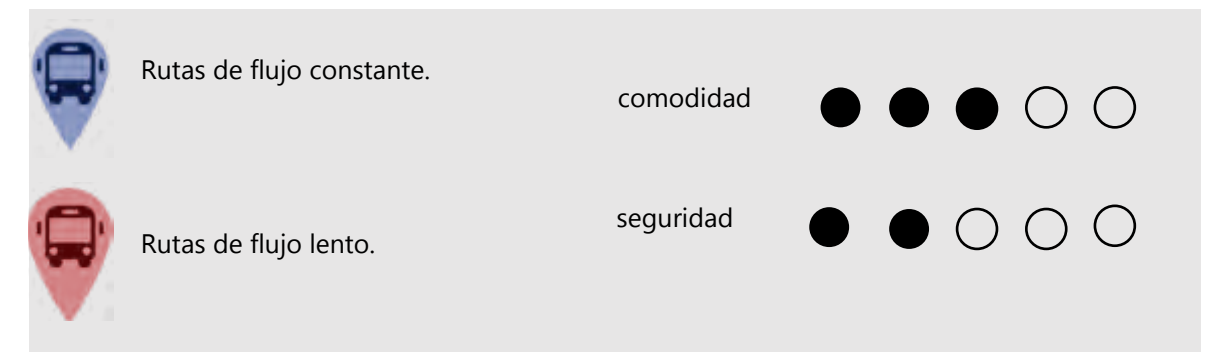 Rutas de flujo constante.
comodidad
seguridad
Rutas de flujo lento.